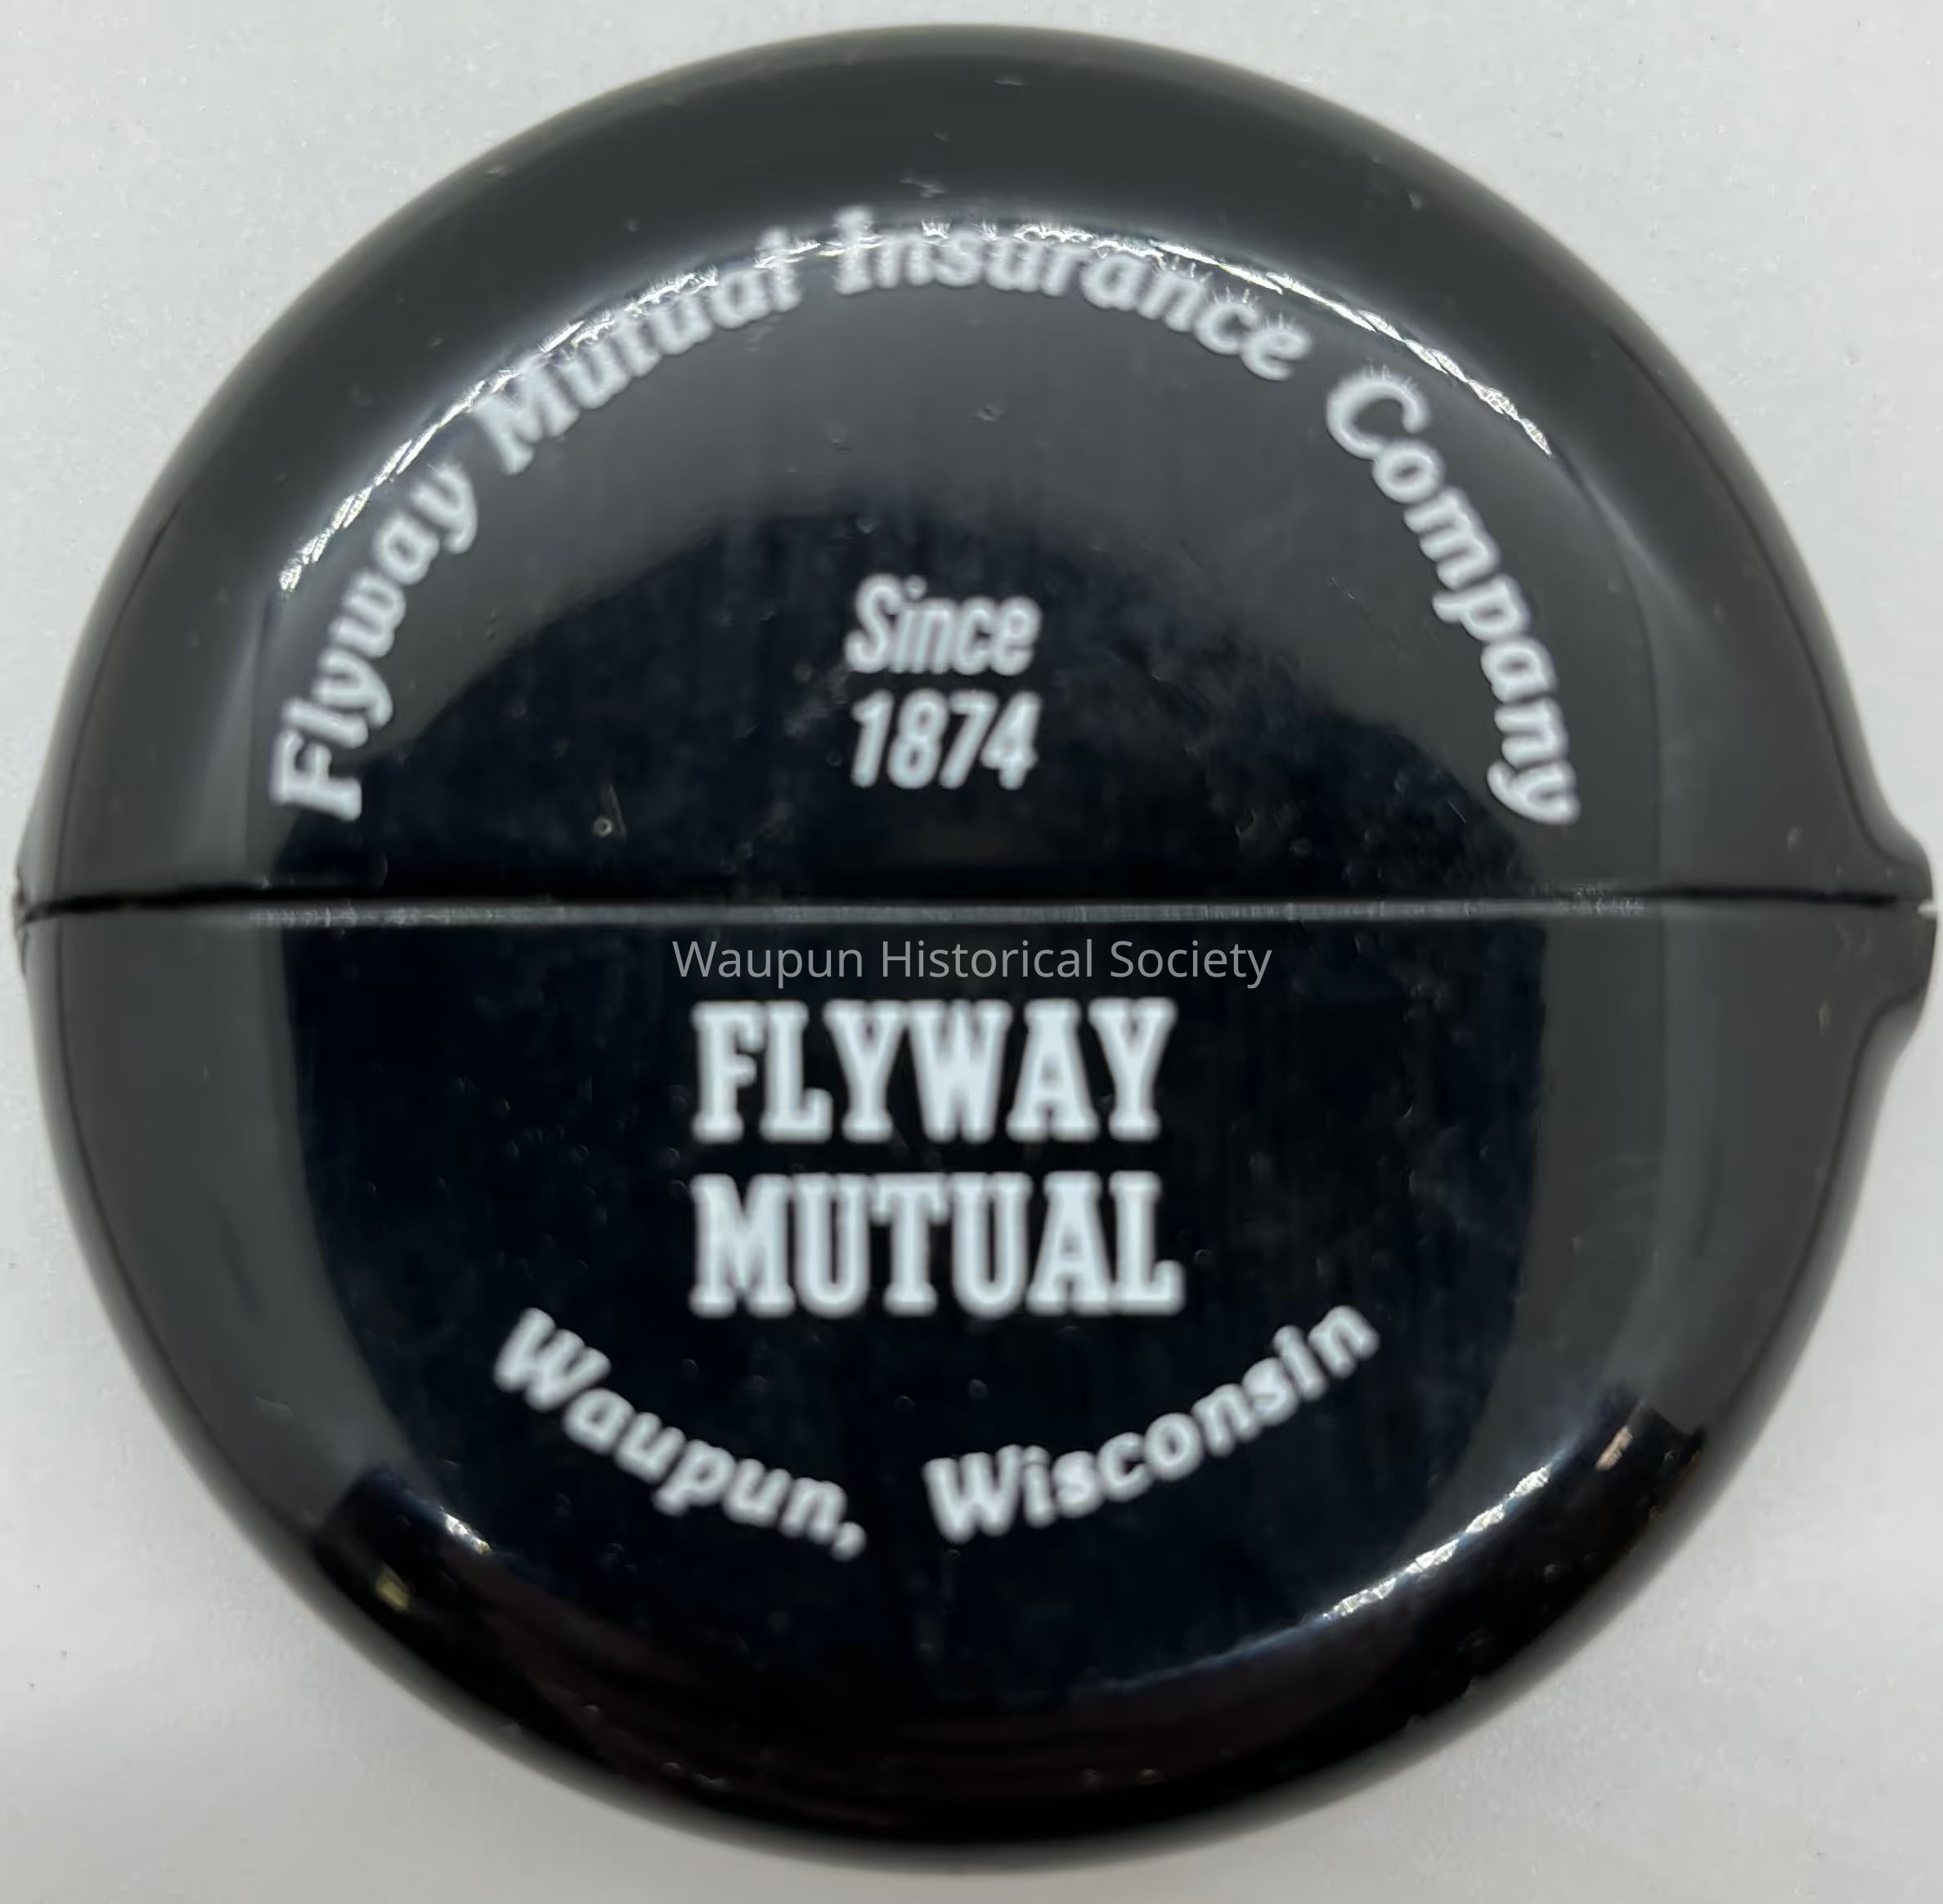 Flyway Mutual Insurance Company
Since
1874
Waupun Historical Society
FLYWAY
MUTUAL
Waupun, Wisconsin